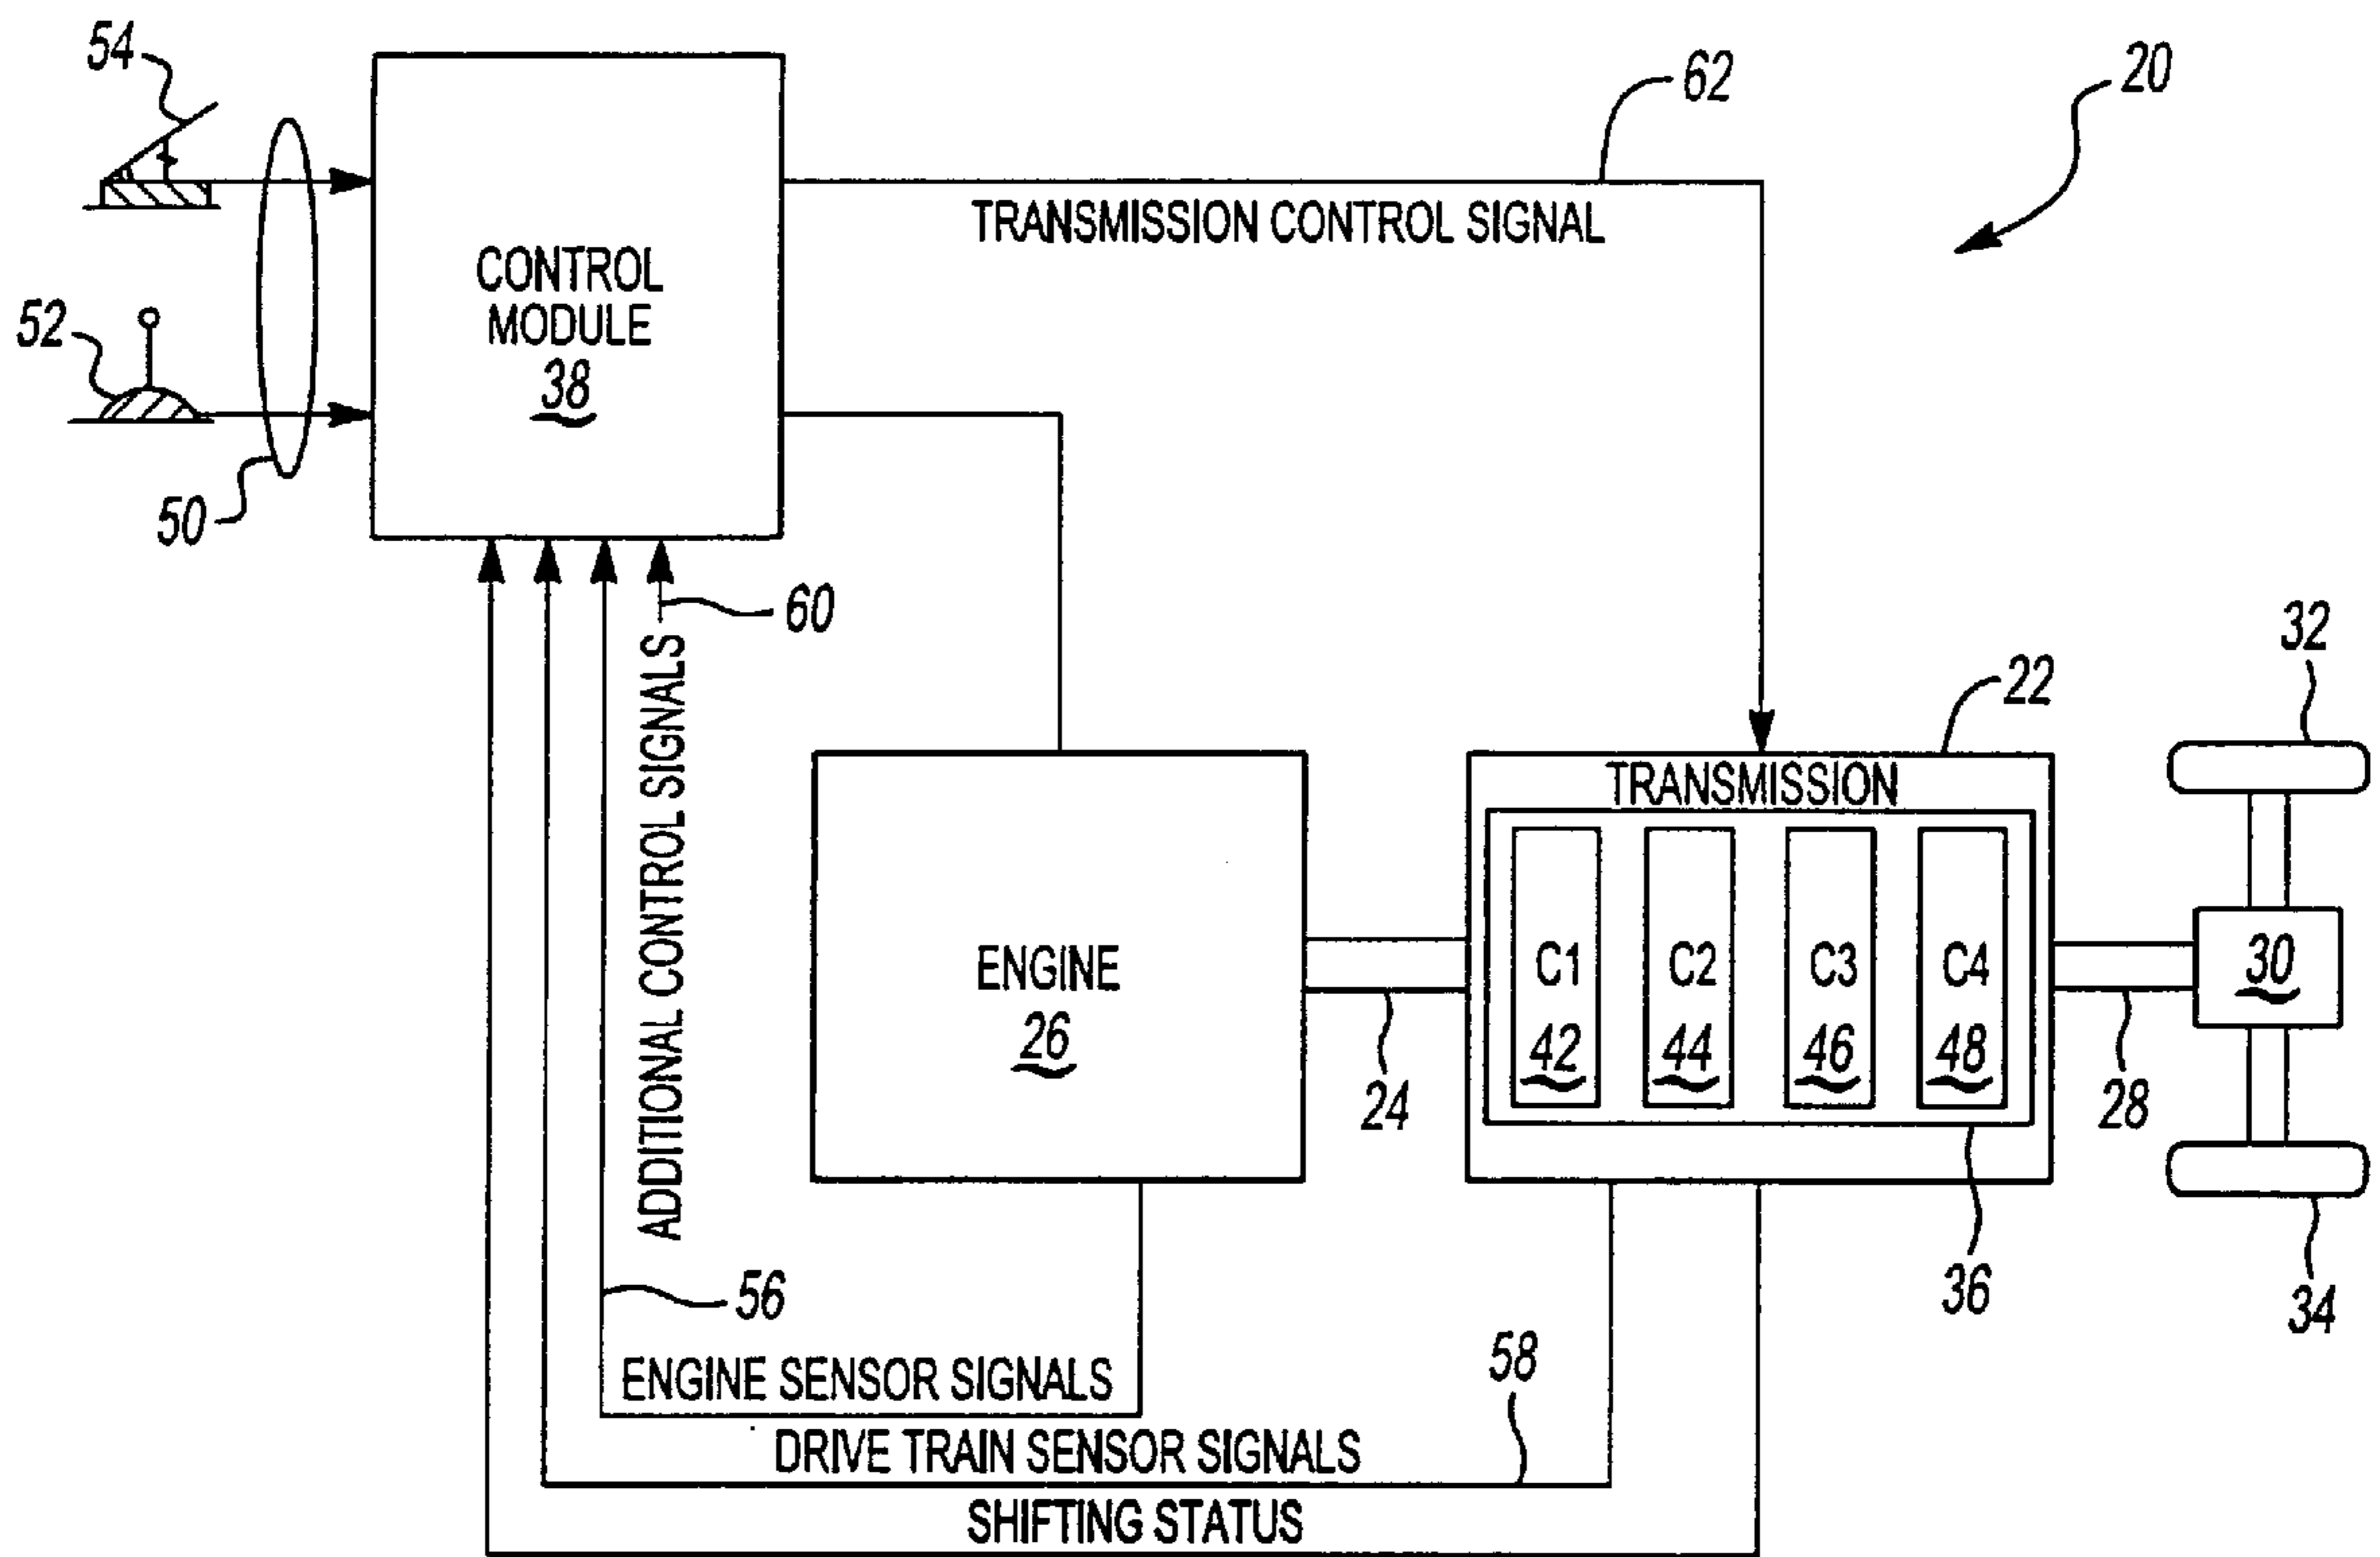 54
62
20
TRANSMISSION CONTROL SIGNAL
CONTROL
MODULE
38
52
50
60
ADDITIONAL CONTROL SIGNALS
32
22
TRANSMISSION
ENGINE
26
C1
42
C2
44
C3
46
C4
48
30
24
28
36
34
56
ENGINE SENSOR SIGNALS
58
DRIVE TRAIN SENSOR SIGNALS
SHIFTING STATUS